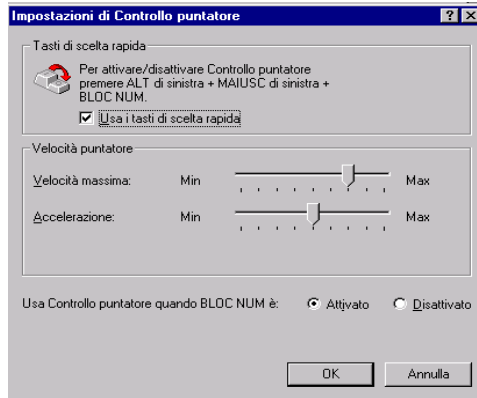 Impostazioni di Controllo puntatore
Tasti di scelta rapida
Per attivare/disattivare Controllo puntatore
premere ALT di sinistra + MAIUSC di sinistra +
BLOC NUM.
Usa i tasti di scelta rapida
Velocità puntatore
Velocità massima: Min Max
Accelerazione: Min Max
Usa Controllo puntatore quando BLOC NUM è: Attivato Disattivato
OK Annulla